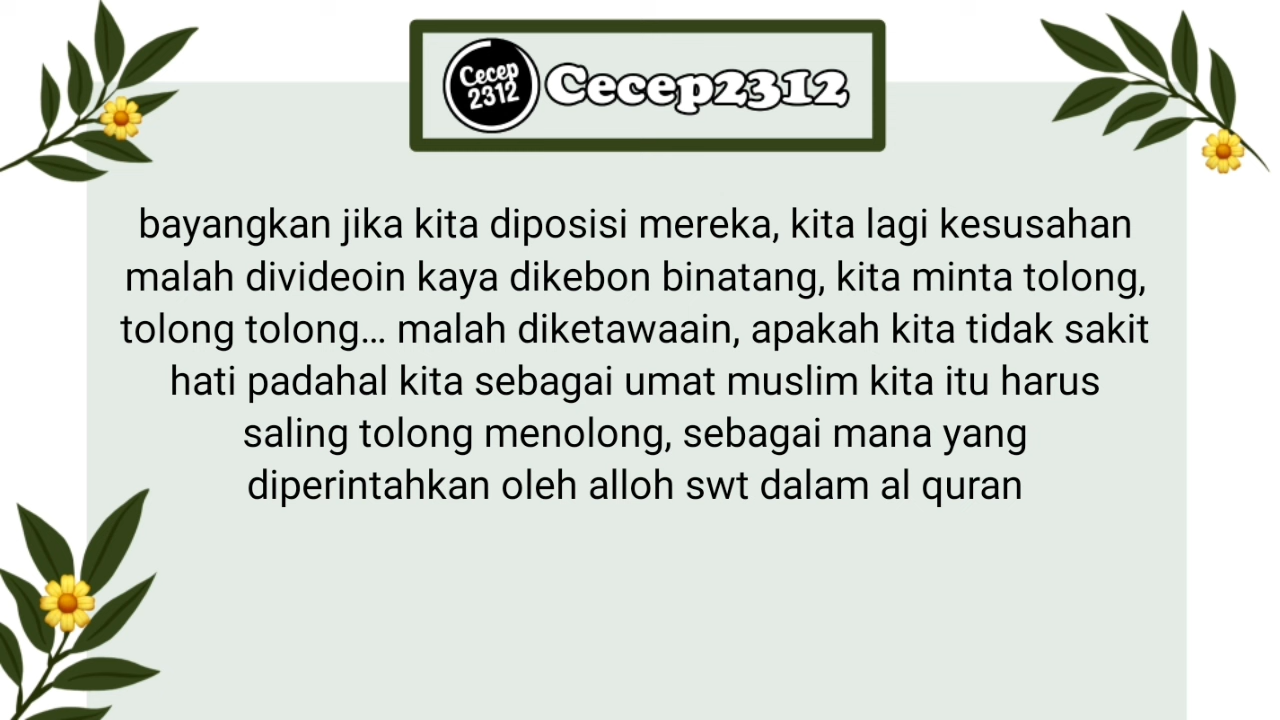 Cecep
2312
Cecep2312
bayangkan jika kita diposisi mereka, kita lagi kesusahan
malah divideoin kaya dikebon binatang, kita minta tolong,
tolong tolong... malah diketawaain, apakah kita tidak sakit
hati padahal kita sebagai umat muslim kita itu harus
saling tolong menolong, sebagai mana yang
diperintahkan oleh alloh swt dalam al quran